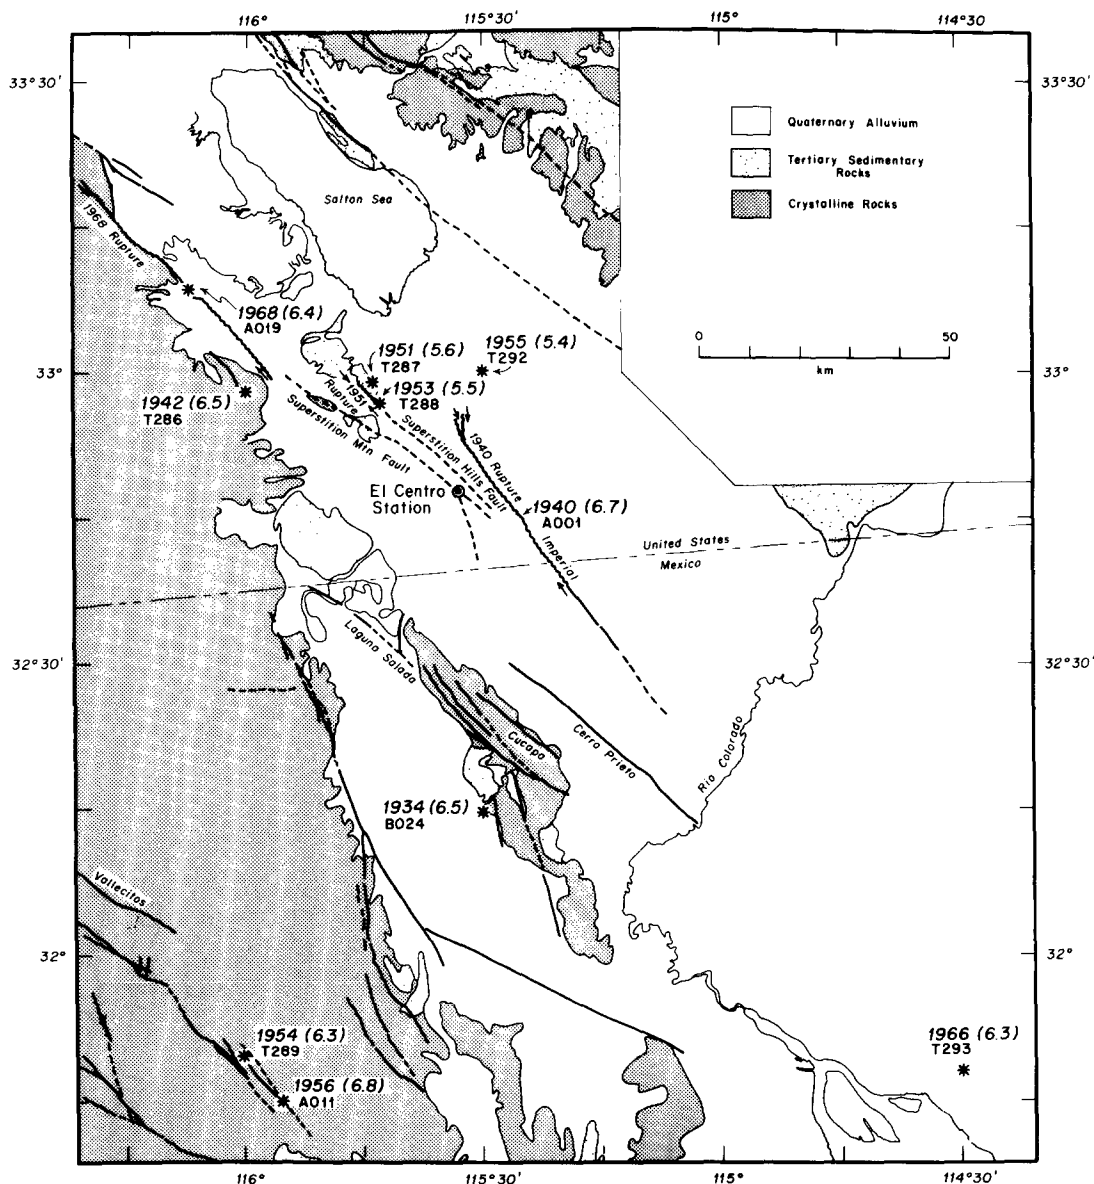 116°
115°30'
115°
114°30'
33°30'
33°30'
Quaternary Alluvium
Tertiary Sedimentary
Rocks
Crystalline Rocks
Salton Sea
1968 Rupture
1968 (6.4)
A019
0
50
km
1951 (5.6)
T287
1955 (5.4)
T292
33°
33°
1953 (5.5)
T288
1942 (6.5)
T286
1951
Rupture
Superstition Mtn. Fault
Superstition Hills Fault
1940 Rupture
El Centro
Station
1940 (6.7)
A001
Imperial
United States
Mexico
Laguna Salada
32°30'
32°30'
Cucapa
Cerro Prieto
Rio Colorado
1934 (6.5)
B024
Vallecitos
32°
32°
1954 (6.3)
T289
1956 (6.8)
A011
1966 (6.3)
T293
116°
115°30'
115°
114°30'